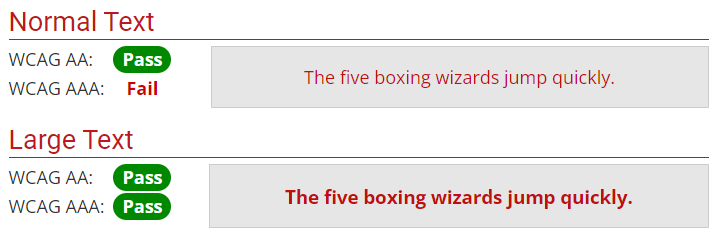 Normal Text
WCAG AA: Pass
WCAG AAA: Fail
The five boxing wizards jump quickly.
Large Text
WCAG AA: Pass
WCAG AAA: Pass
The five boxing wizards jump quickly.